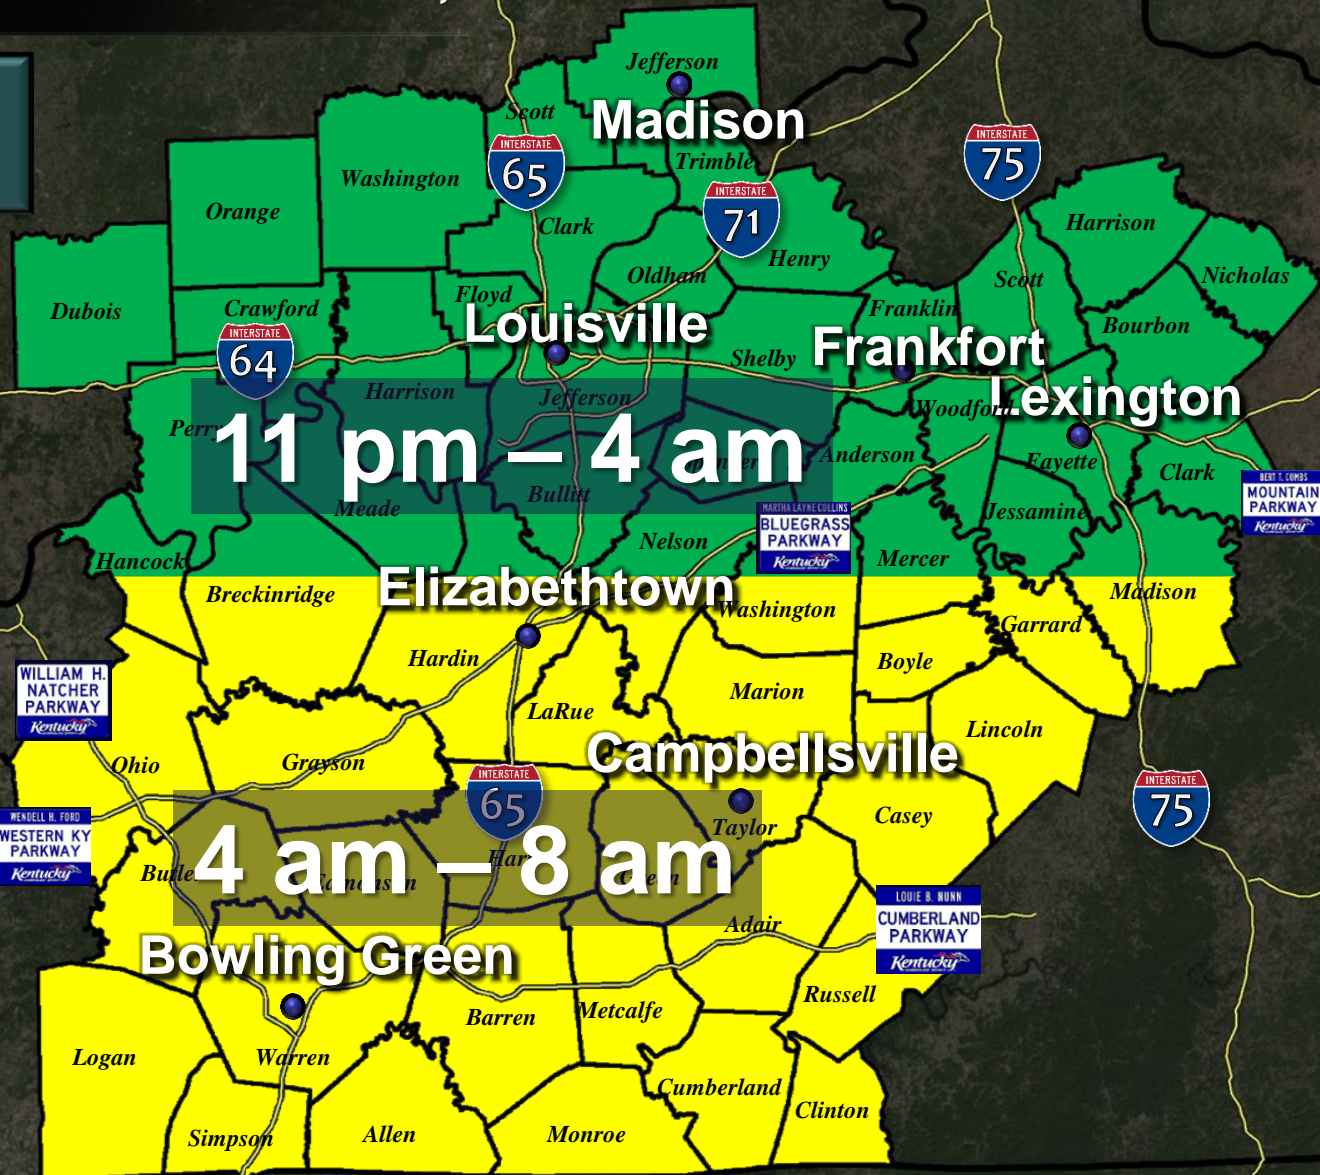 Jefferson
Scott
Madison
INTERSTATE
65
INTERSTATE
75
Trimble
Washington
INTERSTATE
71
Orange
Harrison
Clark
Henry
Oldham
Scott
Nicholas
Floyd
Crawford
Franklin
Dubois
Louisville
Bourbon
INTERSTATE
64
Shelby
Frankfort
Harrison
Jefferson
Lexington
Woodford
Perry
11 pm – 4 am
Spencer
Anderson
Fayette
Clark
Bullitt
Meade
BERT T. COMBS
MOUNTAIN
PARKWAY
Kentucky
Jessamine
MARTHA LAYNE COLLINS
BLUEGRASS
PARKWAY
Kentucky
Nelson
Hancock
Mercer
Breckinridge
Elizabethtown
Washington
Madison
Garrard
Hardin
Boyle
WILLIAM H.
NATCHER
PARKWAY
Kentucky
Marion
LaRue
Lincoln
Ohio
Grayson
Campbellsville
INTERSTATE
65
INTERSTATE
75
WENDELL H. FORD
WESTERN KY
PARKWAY
Kentucky
Taylor
Casey
4 am – 8 am
Edmonson
Green
LOUIE B. NUNN
CUMBERLAND
PARKWAY
Kentucky
Adair
Bowling Green
Russell
Barren
Metcalfe
Logan
Warren
Cumberland
Clinton
Simpson
Allen
Monroe